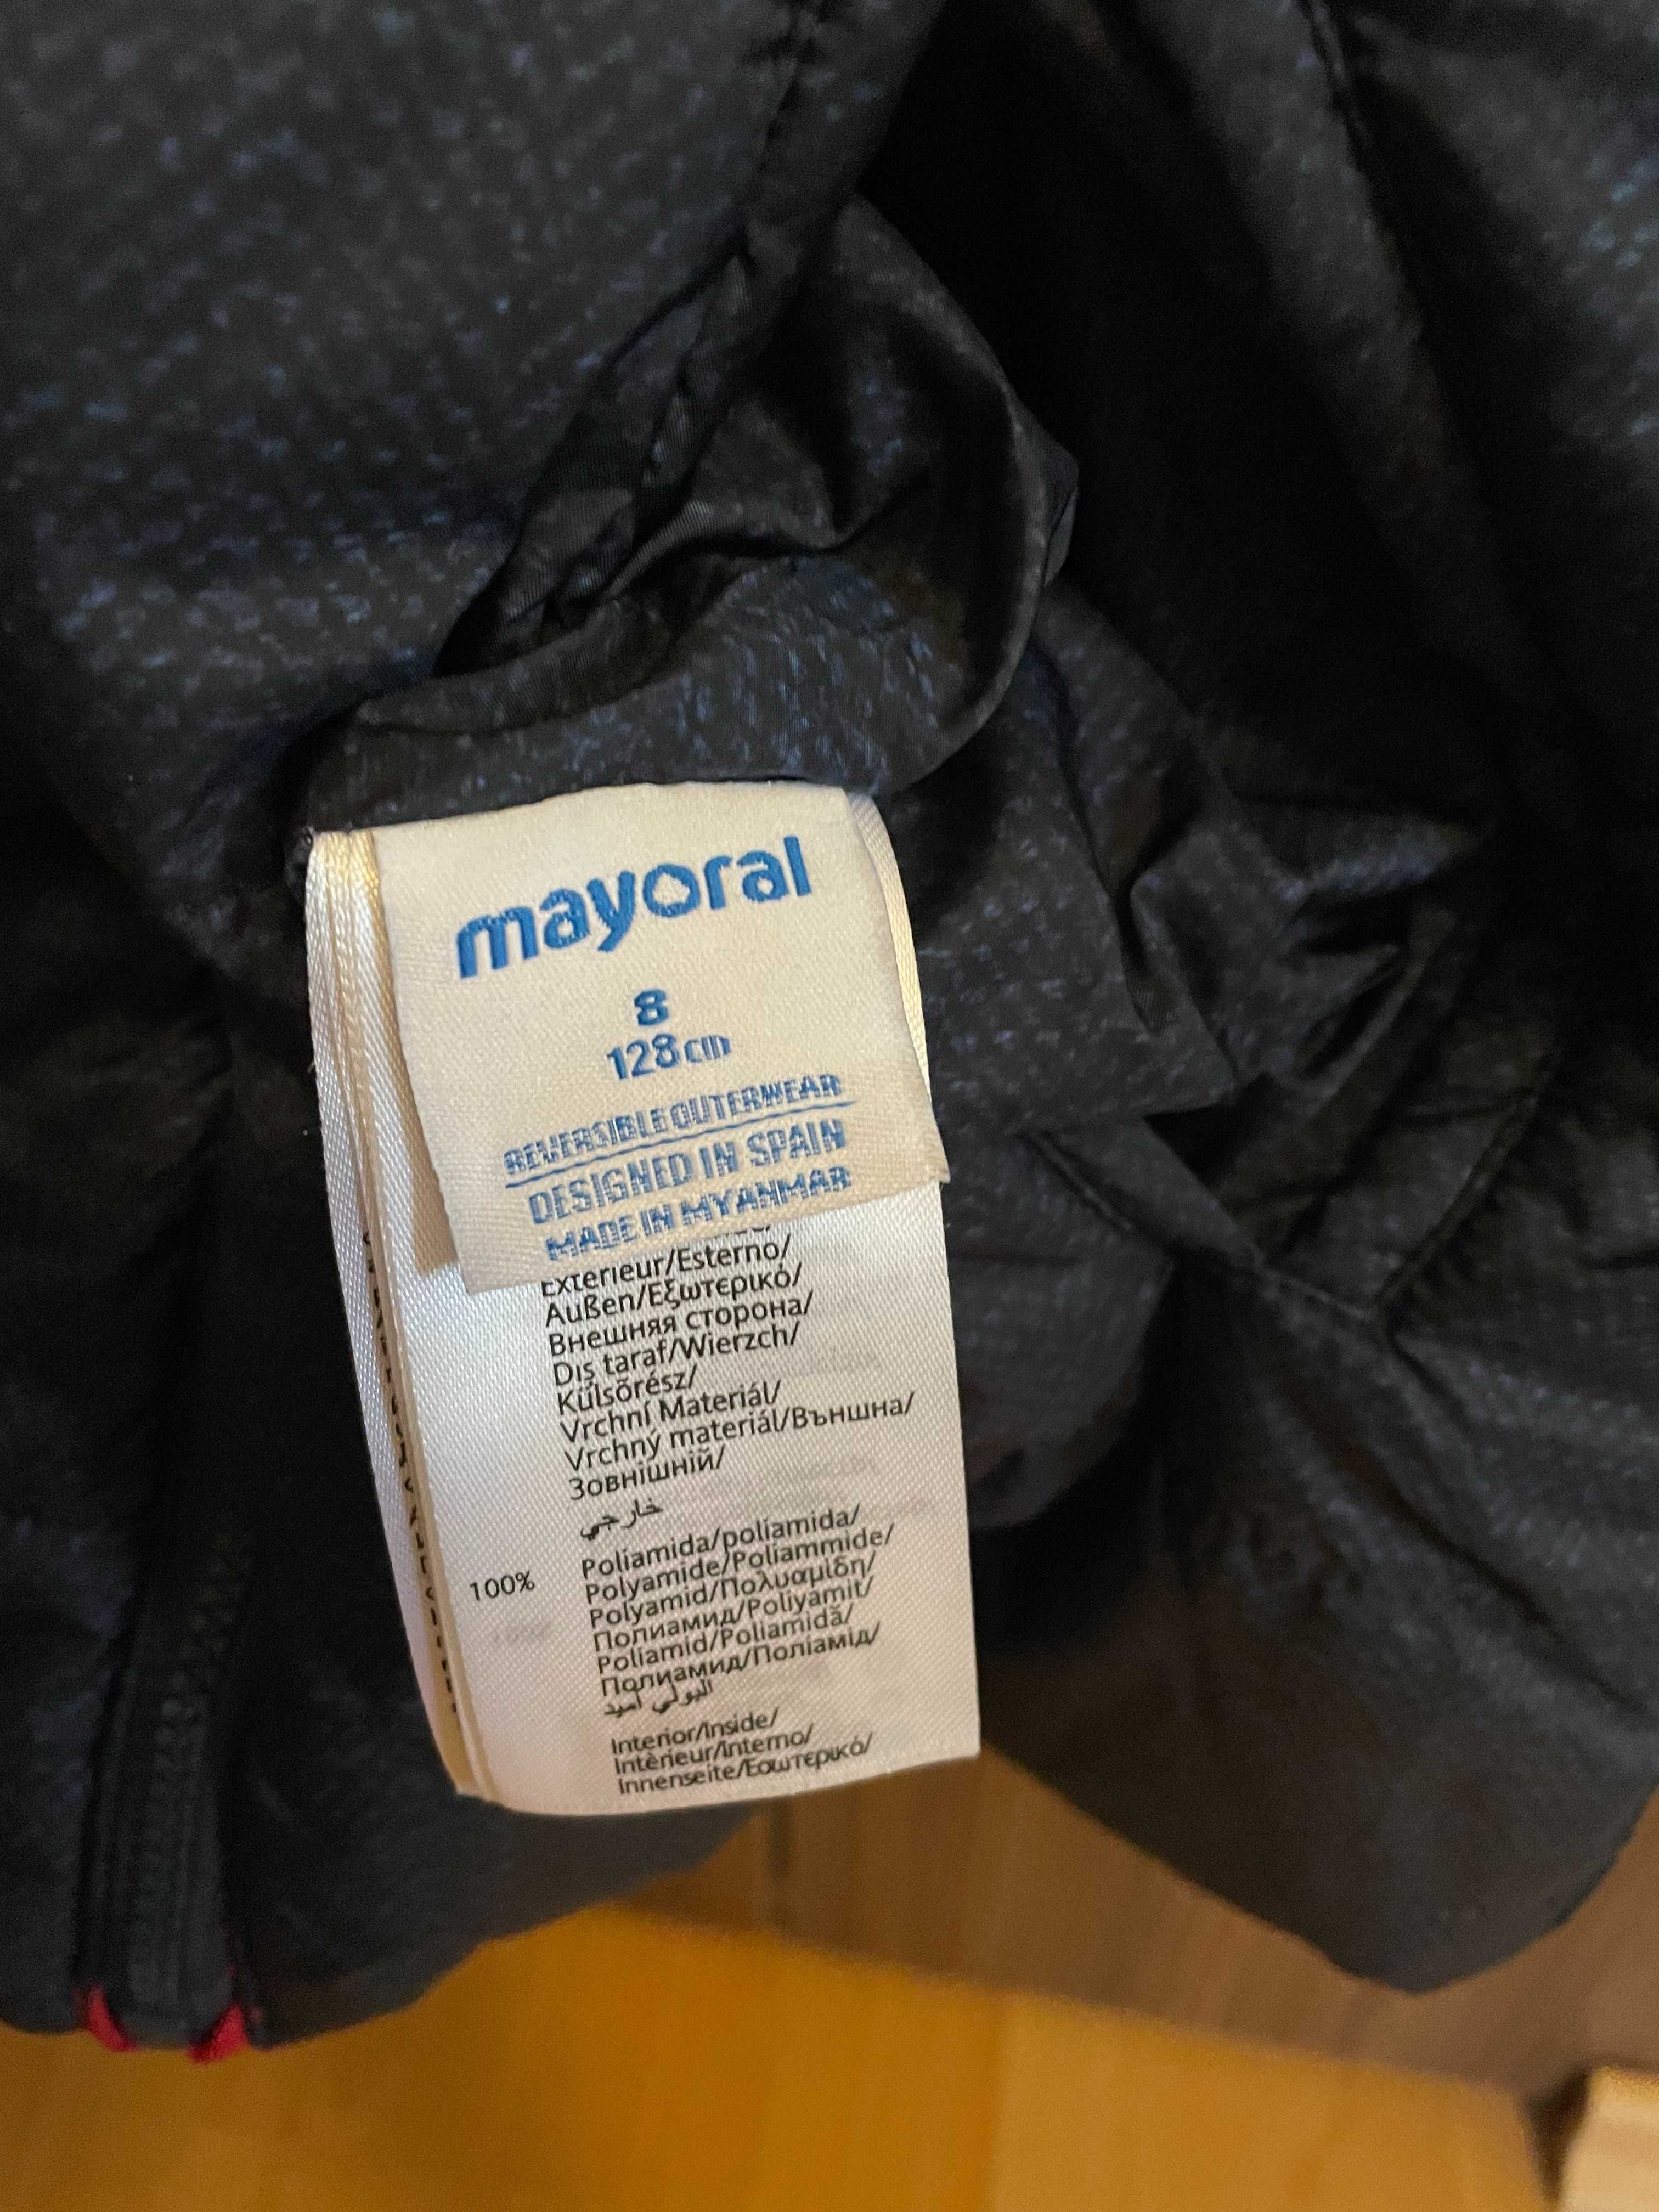 mayoral
8
128cm
REVERSIBLE OUTERWEAR
DESIGNED IN SPAIN
MADE IN MYANMAR
Exterieur/Esterno/
Außen/Εξωτερικό/
Внешняя сторона/
Dış taraf/Wierzch/
Külsőrész/
Vrchní Materiál/
Vrchný materiál/Външна/
Зовнішній/
خارجي
Poliamida/poliamida/
Polyamide/Poliammide/
100% Polyamid/Πολυαμίδη/
Полиамид/Poliyamit/
Poliamid/Poliamidă/
Полиамид/Поліамід/
البولي أميد
Interior/Inside/
Intèrieur/Interno/
Innenseite/Εσωτερικό/